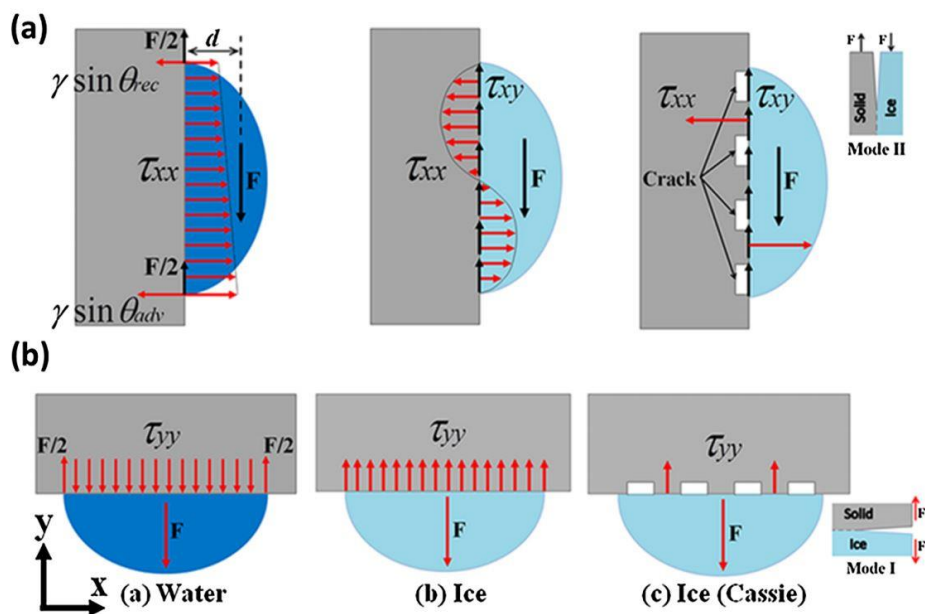 (a)
F/2
d
γ sin θrec
τxx
F
F/2
γ sin θadv
τxy
τxx
F
τxx
τxy
Crack
F
F
F
Solid
Ice
Mode II
(b)
F/2
τyy
F/2
F
τyy
F
τyy
F
Solid
Ice
F
F
Mode I
y
x
(a) Water
(b) Ice
(c) Ice (Cassie)